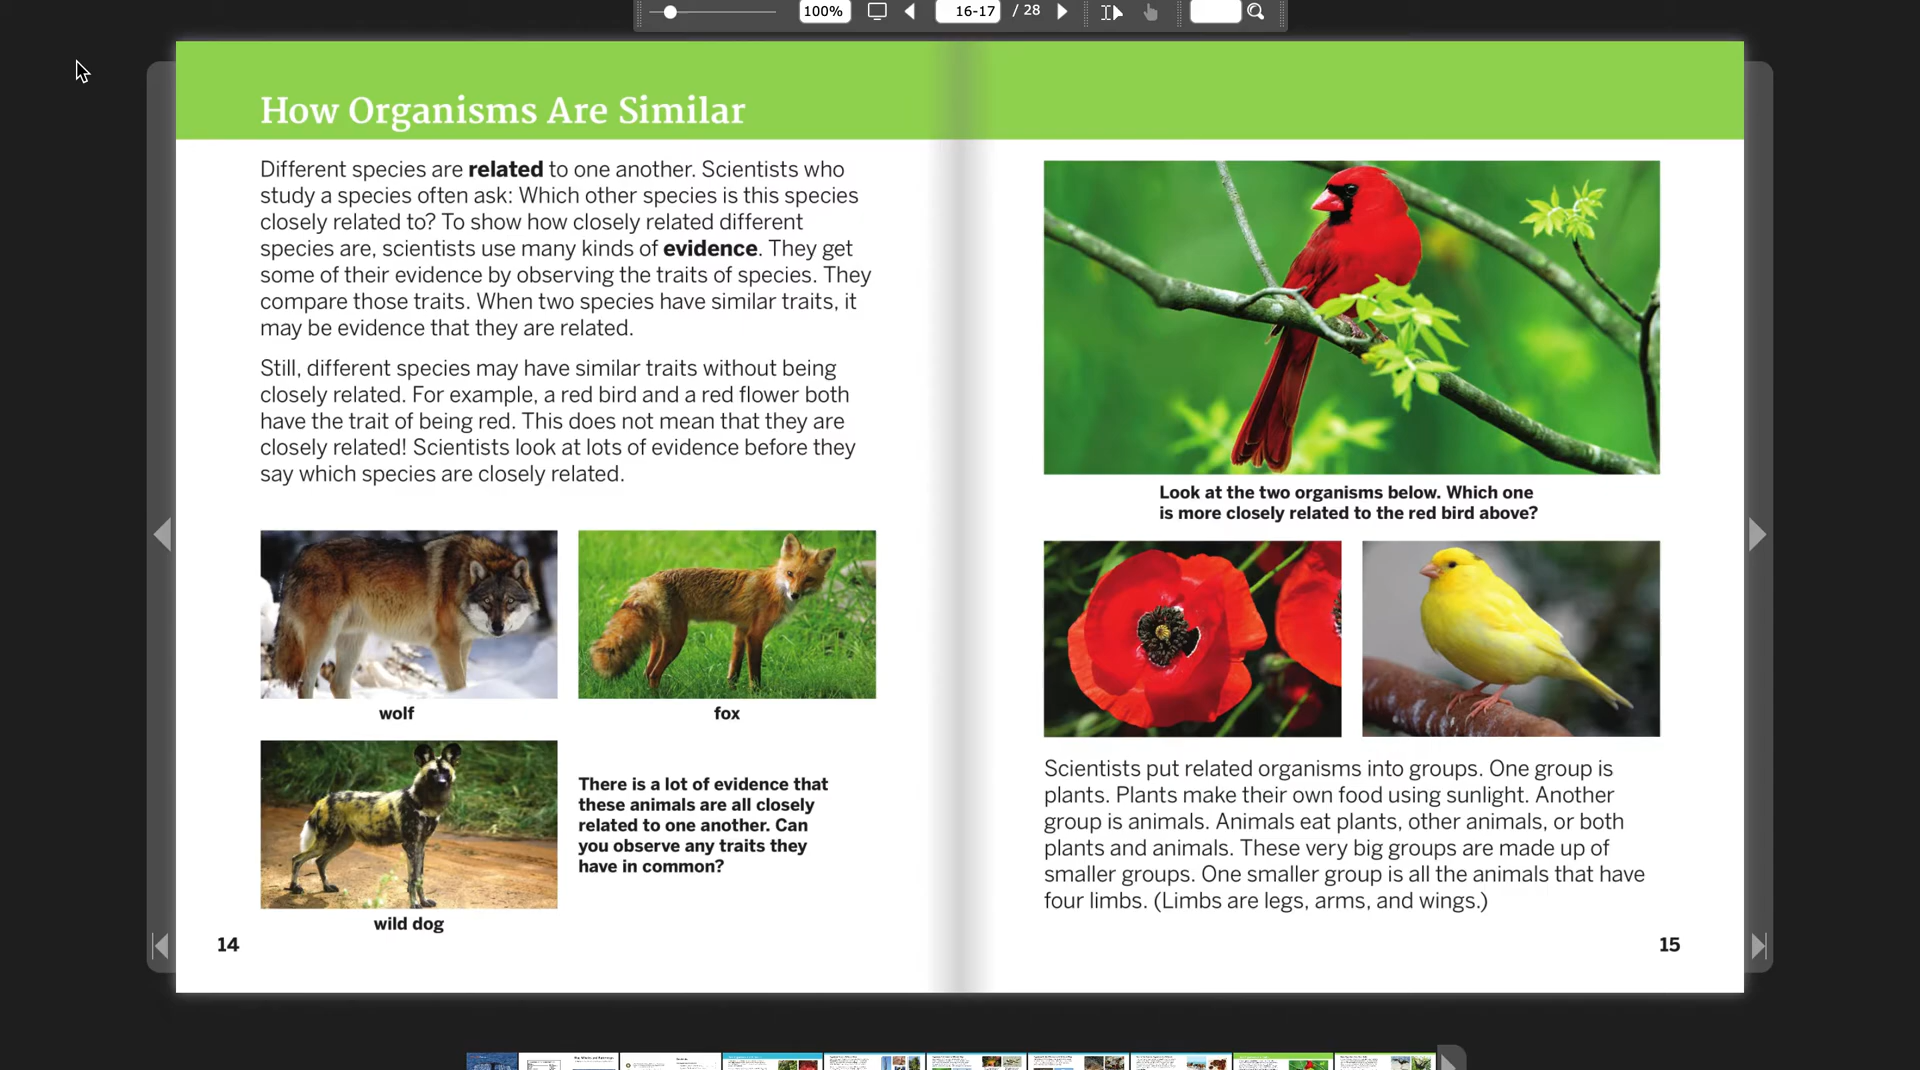 100%
16-17
/ 28
How Organisms Are Similar
Different species are related to one another. Scientists who
study a species often ask: Which other species is this species
closely related to? To show how closely related different
species are, scientists use many kinds of evidence. They get
some of their evidence by observing the traits of species. They
compare those traits. When two species have similar traits, it
may be evidence that they are related.
Still, different species may have similar traits without being
closely related. For example, a red bird and a red flower both
have the trait of being red. This does not mean that they are
closely related! Scientists look at lots of evidence before they
say which species are closely related.
wolf
fox
wild dog
There is a lot of evidence that
these animals are all closely
related to one another. Can
you observe any traits they
have in common?
14
Look at the two organisms below. Which one
is more closely related to the red bird above?
Scientists put related organisms into groups. One group is
plants. Plants make their own food using sunlight. Another
group is animals. Animals eat plants, other animals, or both
plants and animals. These very big groups are made up of
smaller groups. One smaller group is all the animals that have
four limbs. (Limbs are legs, arms, and wings.)
15